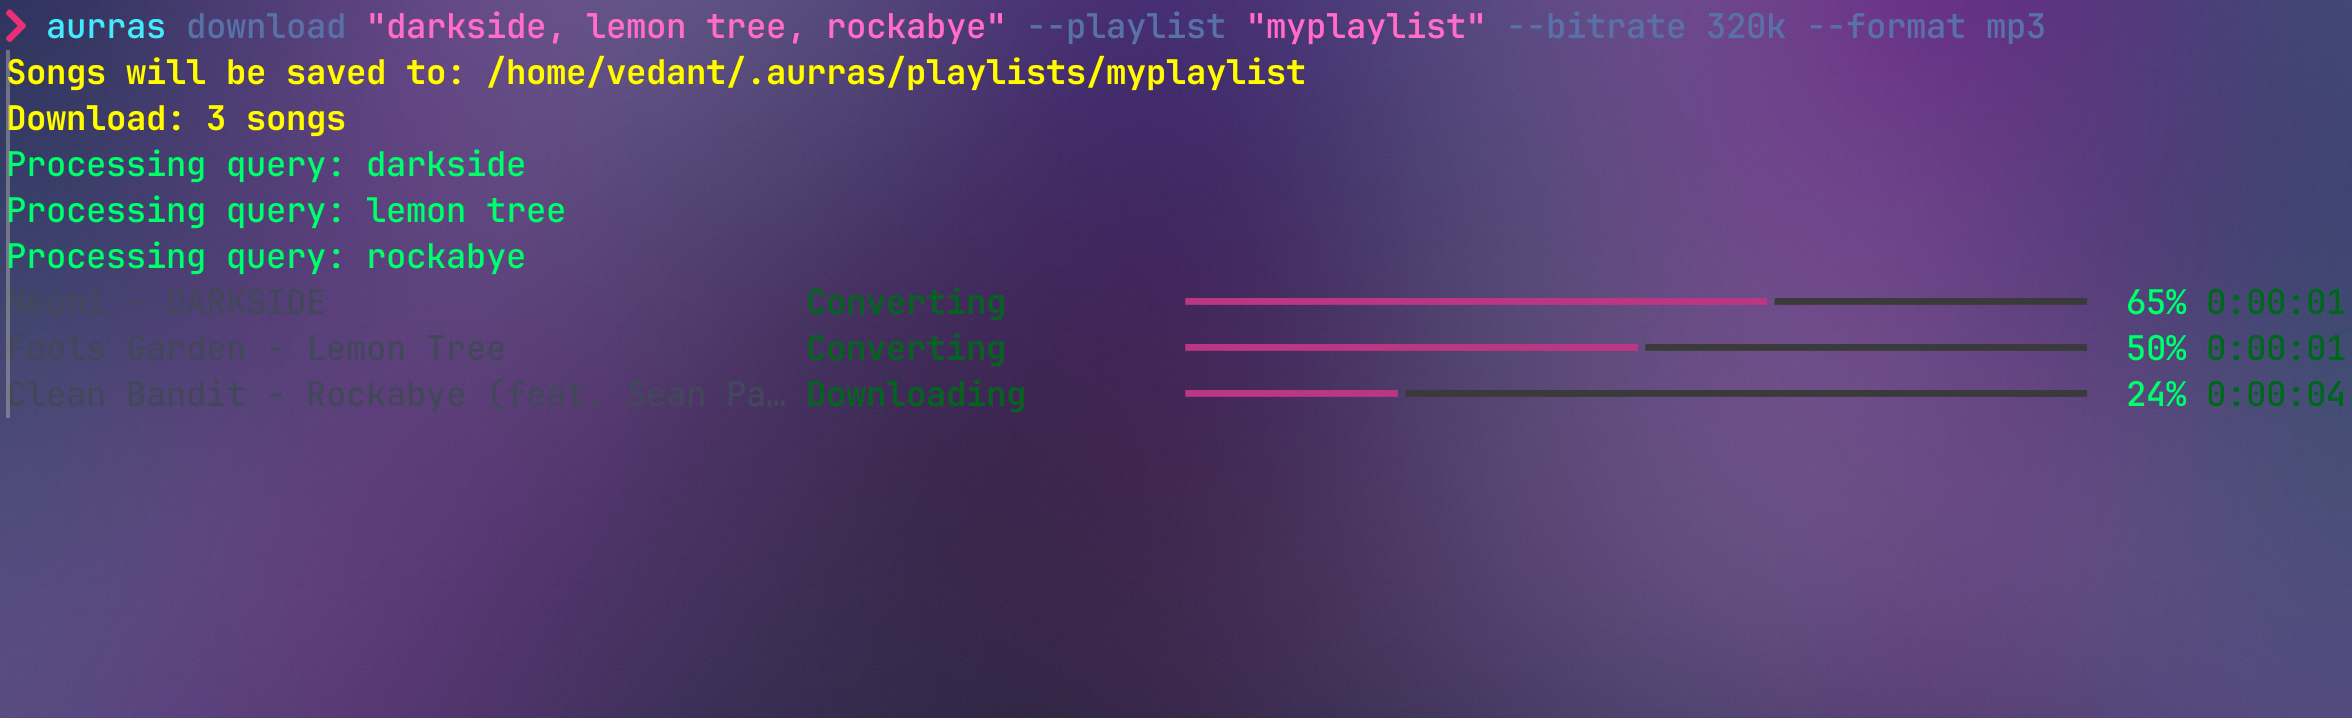 ❯ aurras download "darkside, lemon tree, rockabye" --playlist "myplaylist" --bitrate 320k --format mp3
Songs will be saved to: /home/vedant/.aurras/playlists/myplaylist
Download: 3 songs
Processing query: darkside
Processing query: lemon tree
Processing query: rockabye
Neoni - DARKSIDE Converting 65% 0:00:01
Fools Garden - Lemon Tree Converting 50% 0:00:01
Clean Bandit - Rockabye (feat. Sean Pa… Downloading 24% 0:00:04